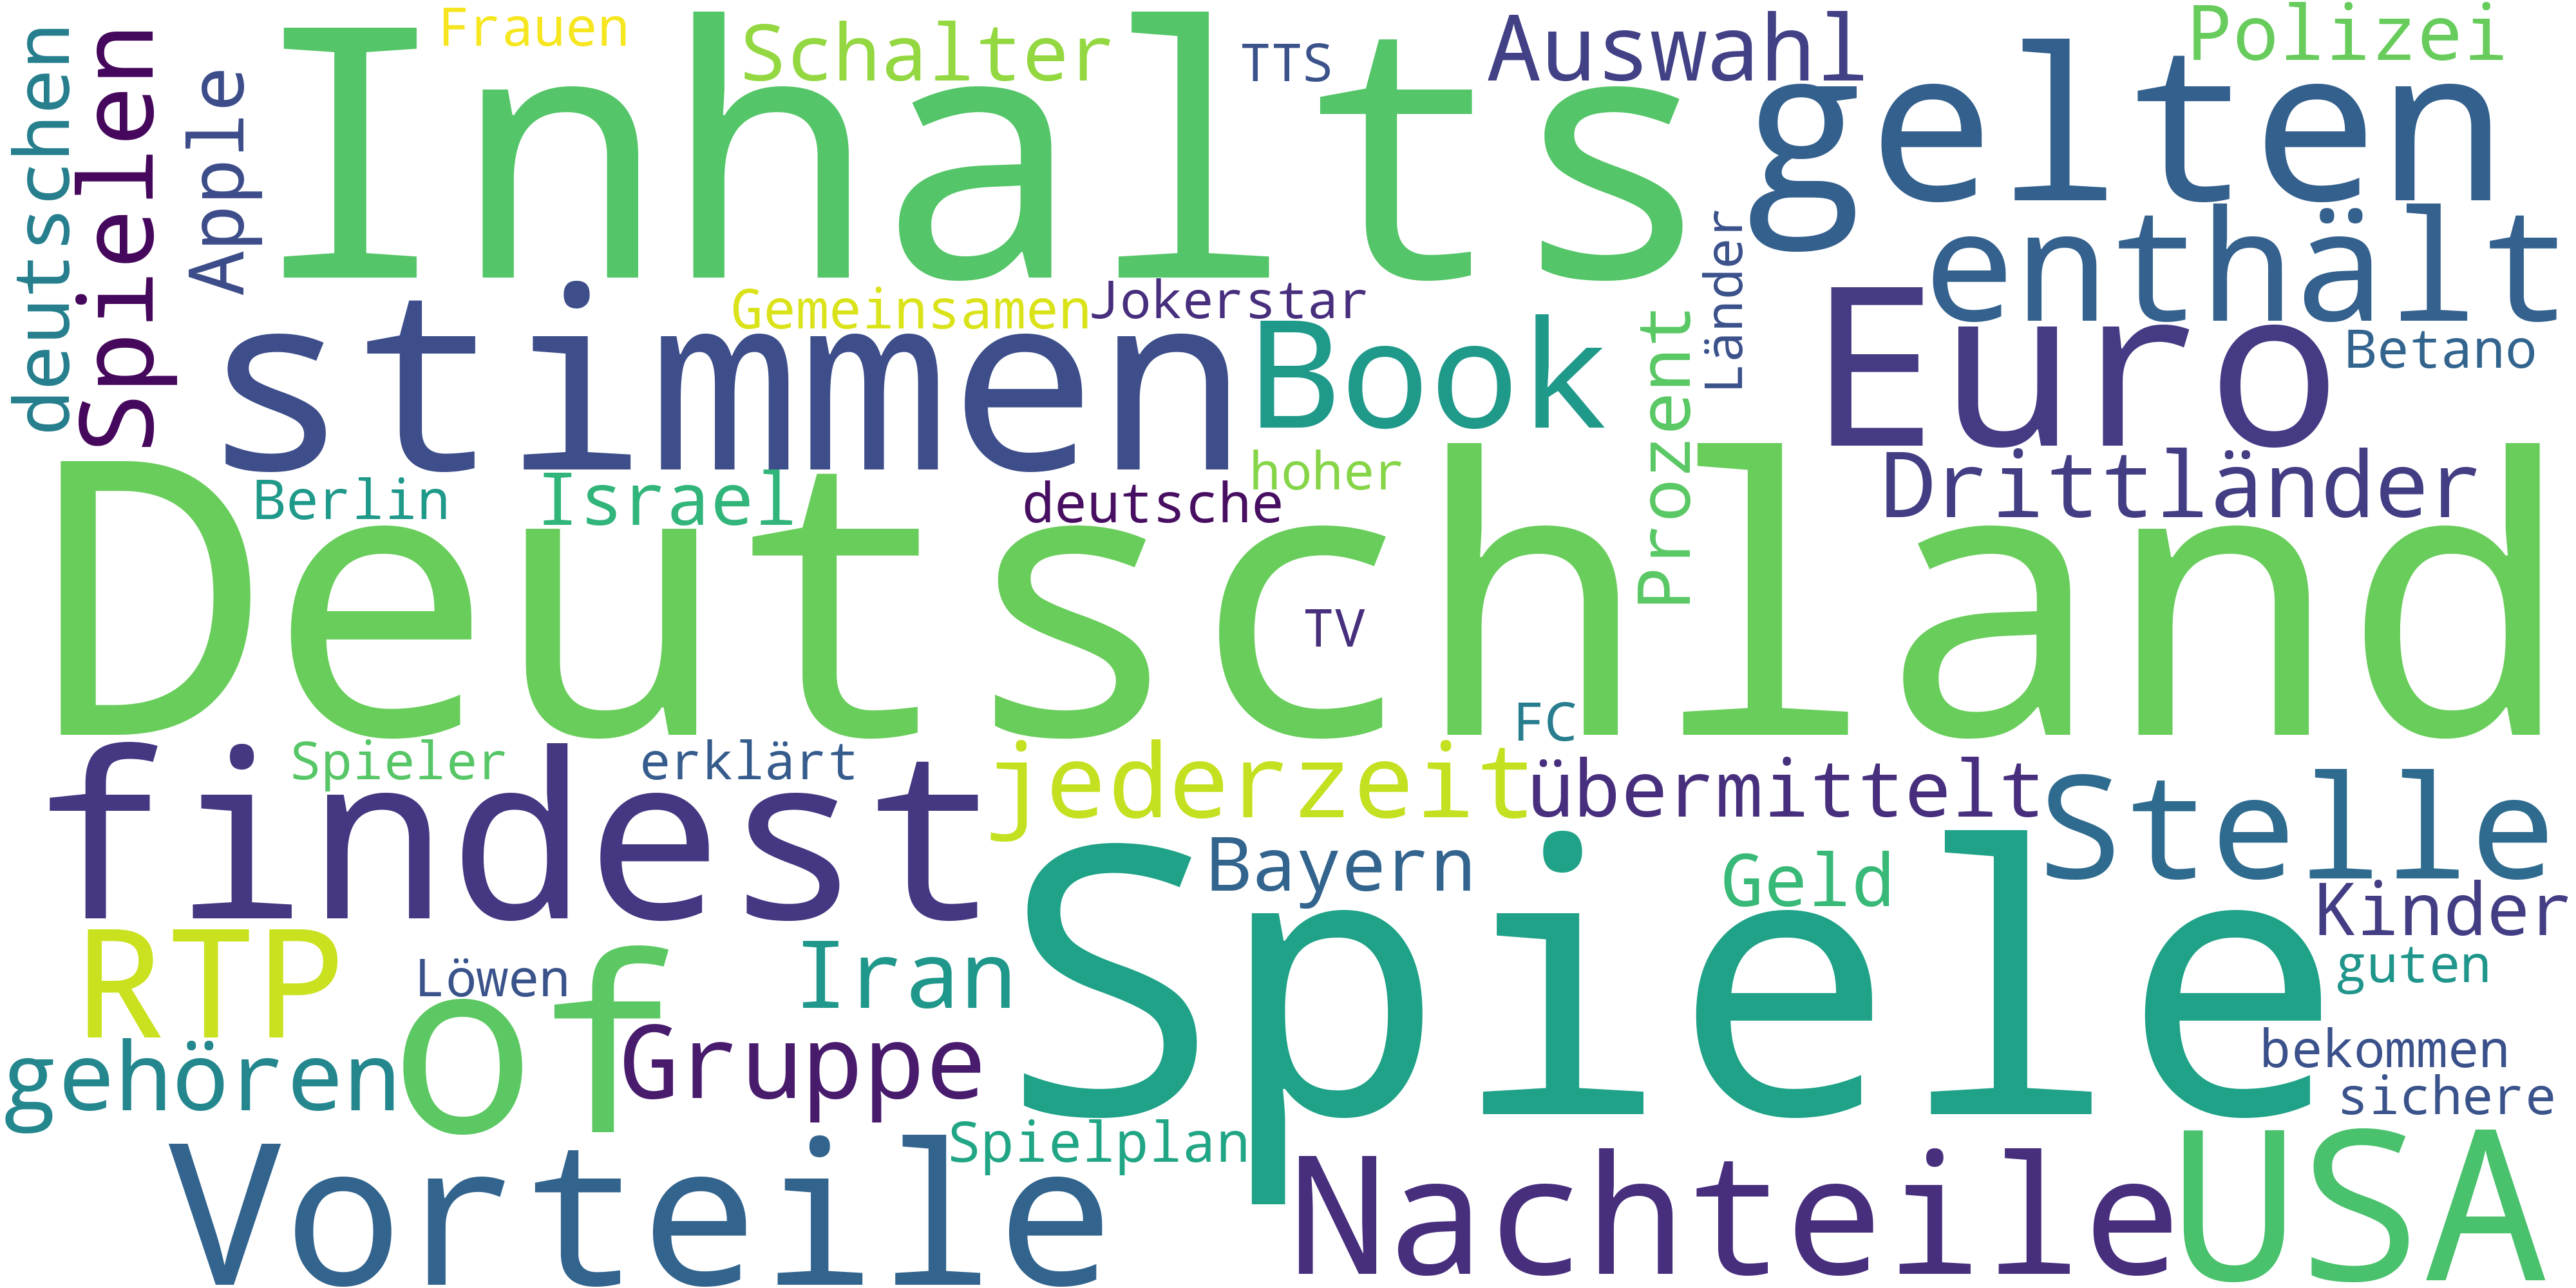 Frauen
Schalter
TTS
Auswahl
Polizei
deutschen
Spielen
Apple
Inhalts
gelten
enthält
Länder
stimmen
Gemeinsamen
Jokerstar
Book
Prozent
Euro
Betano
Berlin
Israel
deutsche
hoher
Drittländer
Deutschland
TV
FC
findest
Spieler
erklärt
jederzeit
übermittelt
Stelle
Bayern
Geld
Spiele
Kinder
guten
RTP
Löwen
of
Iran
gehören
Gruppe
bekommen
sichere
Vorteile
Spielplan
Nachteile
USA